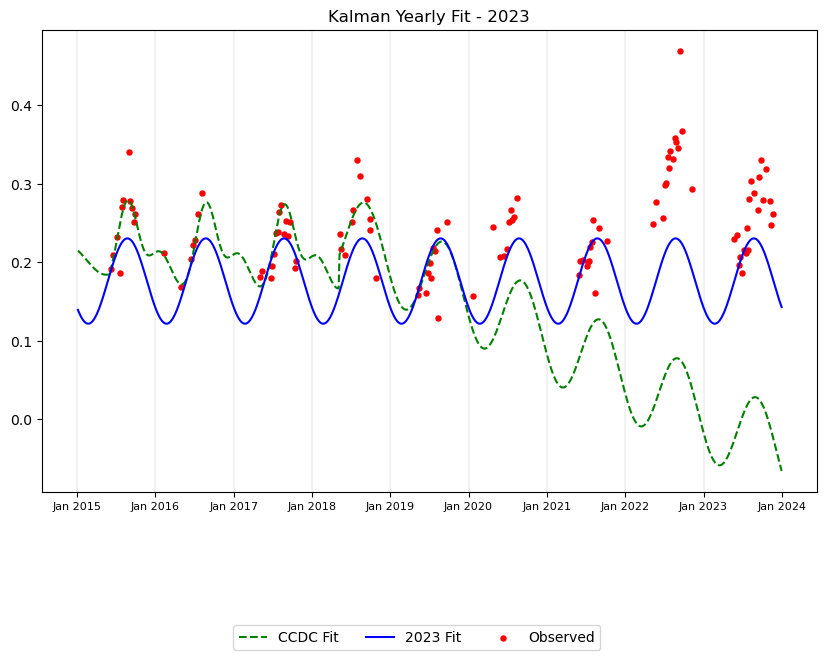 Kalman Yearly Fit - 2023
0.4
0.3
0.2
0.1
0.0
Jan 2015 Jan 2016 Jan 2017 Jan 2018 Jan 2019 Jan 2020 Jan 2021 Jan 2022 Jan 2023 Jan 2024
CCDC Fit 2023 Fit Observed